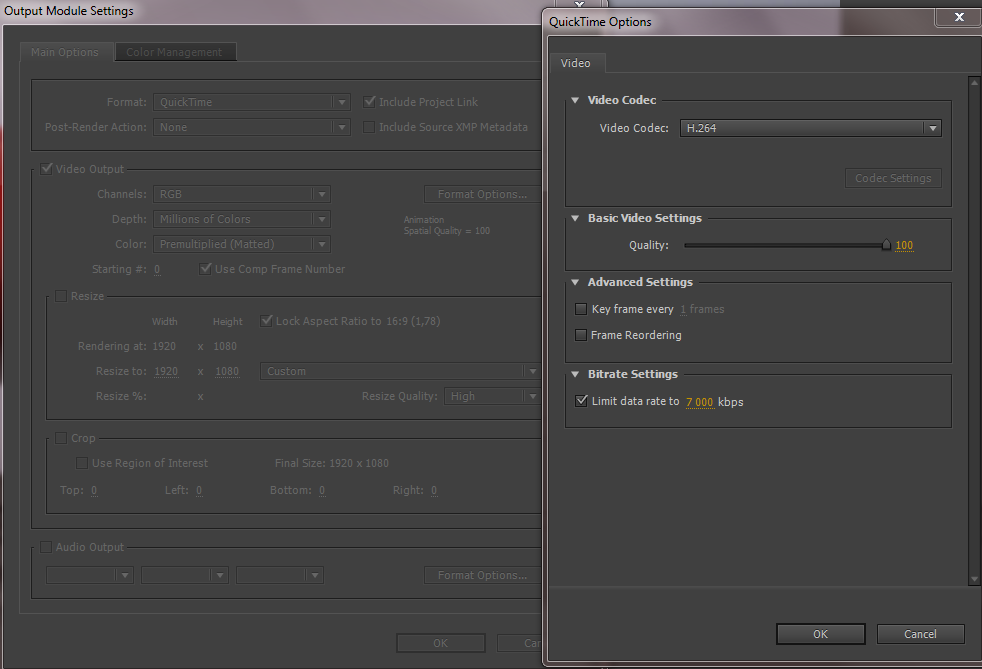 Output Module Settings
Main Options
Color Management
Format: QuickTime
Include Project Link
Post-Render Action: None
Include Source XMP Metadata
Video Output
Channels: RGB
Format Options...
Depth: Millions of Colors
Animation
Spatial Quality = 100
Color: Premultiplied (Matted)
Starting #: 0
Use Comp Frame Number
Resize
Width Height
Lock Aspect Ratio to 16:9 (1,78)
Rendering at: 1920 x 1080
Resize to: 1920 x 1080
Custom
Resize %: x
Resize Quality: High
Crop
Use Region of Interest
Final Size: 1920 x 1080
Top: 0 Left: 0 Bottom: 0 Right: 0
Audio Output
Format Options...
OK
QuickTime Options
Video
Video Codec
Video Codec: H.264
Codec Settings
Basic Video Settings
Quality: 100
Advanced Settings
Key frame every 1 frames
Frame Reordering
Bitrate Settings
Limit data rate to 7 000 kbps
OK
Cancel